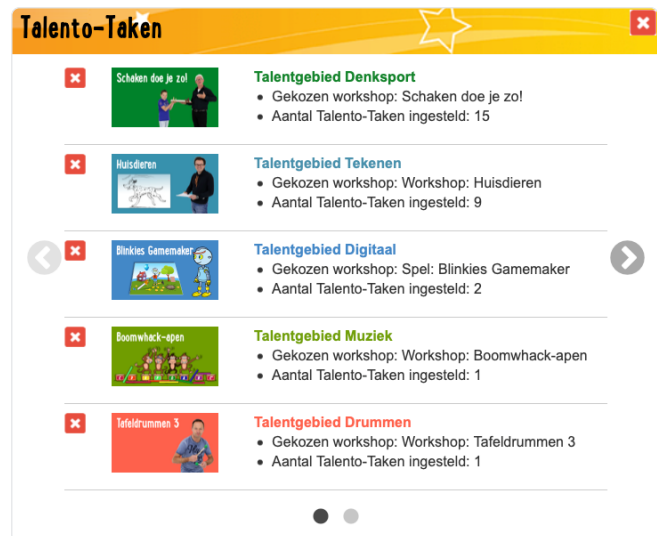 Talento-Taken
Schaken doe je zo!
Talentgebied Denksport
Gekozen workshop: Schaken doe je zo!
Aantal Talento-Taken ingesteld: 15
Huisdieren
Talentgebied Tekenen
Gekozen workshop: Workshop: Huisdieren
Aantal Talento-Taken ingesteld: 9
Blinkies Gamemaker
Talentgebied Digitaal
Gekozen workshop: Spel: Blinkies Gamemaker
Aantal Talento-Taken ingesteld: 2
Boomwhack-apen
Talentgebied Muziek
Gekozen workshop: Workshop: Boomwhack-apen
Aantal Talento-Taken ingesteld: 1
Tafeldrummen 3
Talentgebied Drummen
Gekozen workshop: Workshop: Tafeldrummen 3
Aantal Talento-Taken ingesteld: 1